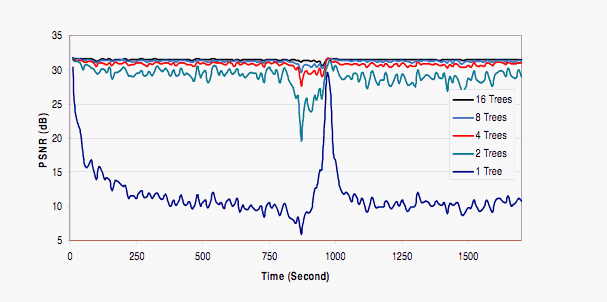 35
30
25
20
15
10
5
PSNR (dB)
16 Trees
8 Trees
4 Trees
2 Trees
1 Tree
0 250 500 750 1000 1250 1500
Time (Second)